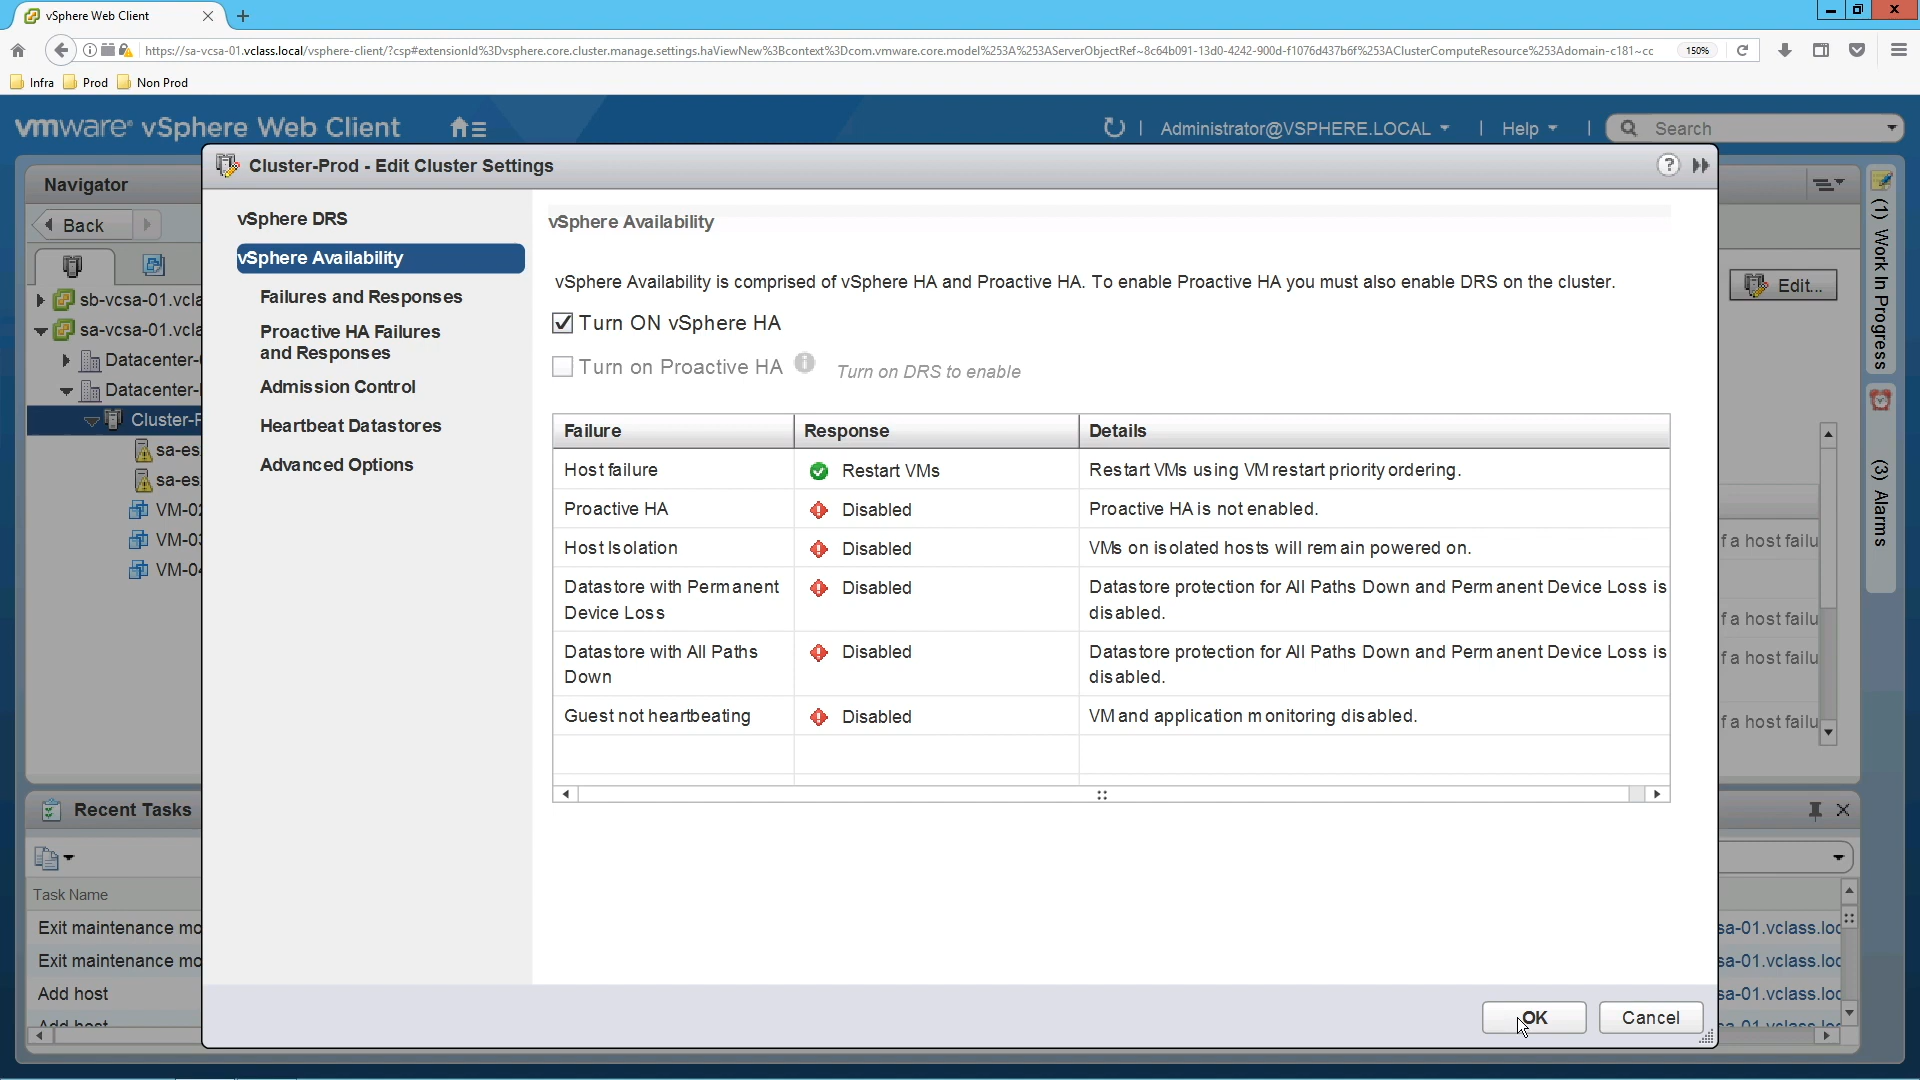 vSphere Web Client
https://sa-vcsa-01.vclass.local/vsphere-client/?csp#extensionId%3Dvsphere.core.cluster.manage.settings.haViewNew%3Bcontext%3Dcom.vmware.core.model%253A%253AServerObjectRef~8c64b091-13d0-4242-900d-f1076d437b6f%253AClusterComputeResource%253Adomain-c181~cc
150%
Infra Prod Non Prod
vmware® vSphere Web Client
Administrator@VSPHERE.LOCAL | Help | Search
Navigator
Back
sb-vcsa-01.vcla
sa-vcsa-01.vcla
Datacenter-
Datacenter-
Cluster-P
sa-es
sa-es
VM-02
VM-03
VM-04
Cluster-Prod - Edit Cluster Settings
vSphere DRS
vSphere Availability
Failures and Responses
Proactive HA Failures
and Responses
Admission Control
Heartbeat Datastores
Advanced Options
vSphere Availability
vSphere Availability is comprised of vSphere HA and Proactive HA. To enable Proactive HA you must also enable DRS on the cluster.
Turn ON vSphere HA
Turn on Proactive HA Turn on DRS to enable
Failure Response Details
Host failure Restart VMs Restart VMs using VM restart priority ordering.
Proactive HA Disabled Proactive HA is not enabled.
Host Isolation Disabled VMs on isolated hosts will remain powered on.
Datastore with Permanent Device Loss Disabled Datastore protection for All Paths Down and Permanent Device Loss is disabled.
Datastore with All Paths Down Disabled Datastore protection for All Paths Down and Permanent Device Loss is disabled.
Guest not heartbeating Disabled VM and application monitoring disabled.
OK Cancel
Edit...
f a host failu
f a host failu
f a host failu
f a host failu
(1) Work In Progress
(3) Alarms
Recent Tasks
Task Name
Exit maintenance mo
Exit maintenance mo
Add host
Add host
sa-01.vclass.loc
sa-01.vclass.loc
sa-01.vclass.loc
sa-01.vclass.loc